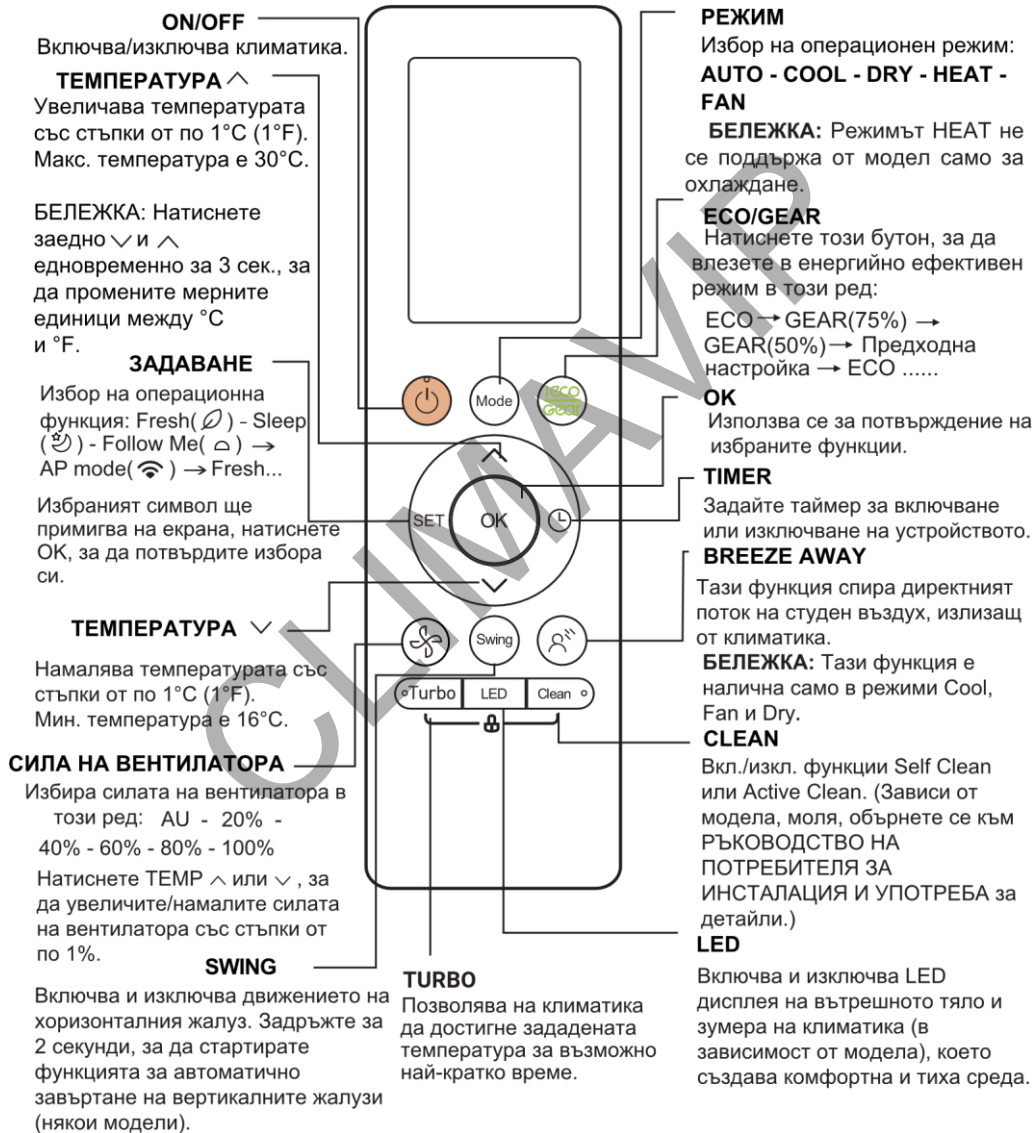 ON/OFF
Включва/изключва климатика.
ТЕМПЕРАТУРА ^
Увеличава температурата
със стъпки от по 1°C (1°F).
Макс. температура е 30°C.
БЕЛЕЖКА: Натиснете
заедно ∨ и ∧
едновременно за 3 сек., за
да промените мерните
единици между °C
и °F.
ЗАДАВАНЕ
Избор на операционна
функция: Fresh( ) - Sleep
( ) - Follow Me( ) →
AP mode( ) → Fresh...
Избраният символ ще
примигва на екрана, натиснете
OK, за да потвърдите избора
си.
ТЕМПЕРАТУРА ∨
Намалява температурата със
стъпки от по 1°C (1°F).
Мин. температура е 16°C.
СИЛА НА ВЕНТИЛАТОРА
Избира силата на вентилатора в
този ред: AU - 20% -
40% - 60% - 80% - 100%
Натиснете TEMP ∧ или ∨ , за
да увеличите/намалите силата
на вентилатора със стъпки от
по 1%.
SWING
Включва и изключва движението на
хоризонталния жалуз. Задръжте за
2 секунди, за да стартирате
функцията за автоматично
завъртане на вертикалните жалузи
(някои модели).
Mode
ECO
Gear
SET
OK
Swing
Turbo
LED
Clean
TURBO
Позволява на климатика
да достигне зададената
температура за възможно
най-кратко време.
РЕЖИМ
Избор на операционен режим:
AUTO - COOL - DRY - HEAT -
FAN
БЕЛЕЖКА: Режимът HEAT не
се поддържа от модел само за
охлаждане.
ECO/GEAR
Натиснете този бутон, за да
влезете в енергийно ефективен
режим в този ред:
ECO → GEAR(75%) →
GEAR(50%) → Предходна
настройка → ECO ......
OK
Използва се за потвърждение на
избраните функции.
TIMER
Задайте таймер за включване
или изключване на устройството.
BREEZE AWAY
Тази функция спира директният
поток на студен въздух, излизащ
от климатика.
БЕЛЕЖКА: Тази функция е
налична само в режими Cool,
Fan и Dry.
CLEAN
Вкл./изкл. функции Self Clean
или Active Clean. (Зависи от
модела, моля, обърнете се към
РЪКОВОДСТВО НА
ПОТРЕБИТЕЛЯ ЗА
ИНСТАЛАЦИЯ И УПОТРЕБА за
детайли.)
LED
Включва и изключва LED
дисплея на вътрешното тяло и
зумера на климатика (в
зависимост от модела), което
създава комфортна и тиха среда.
CLIMAVIP